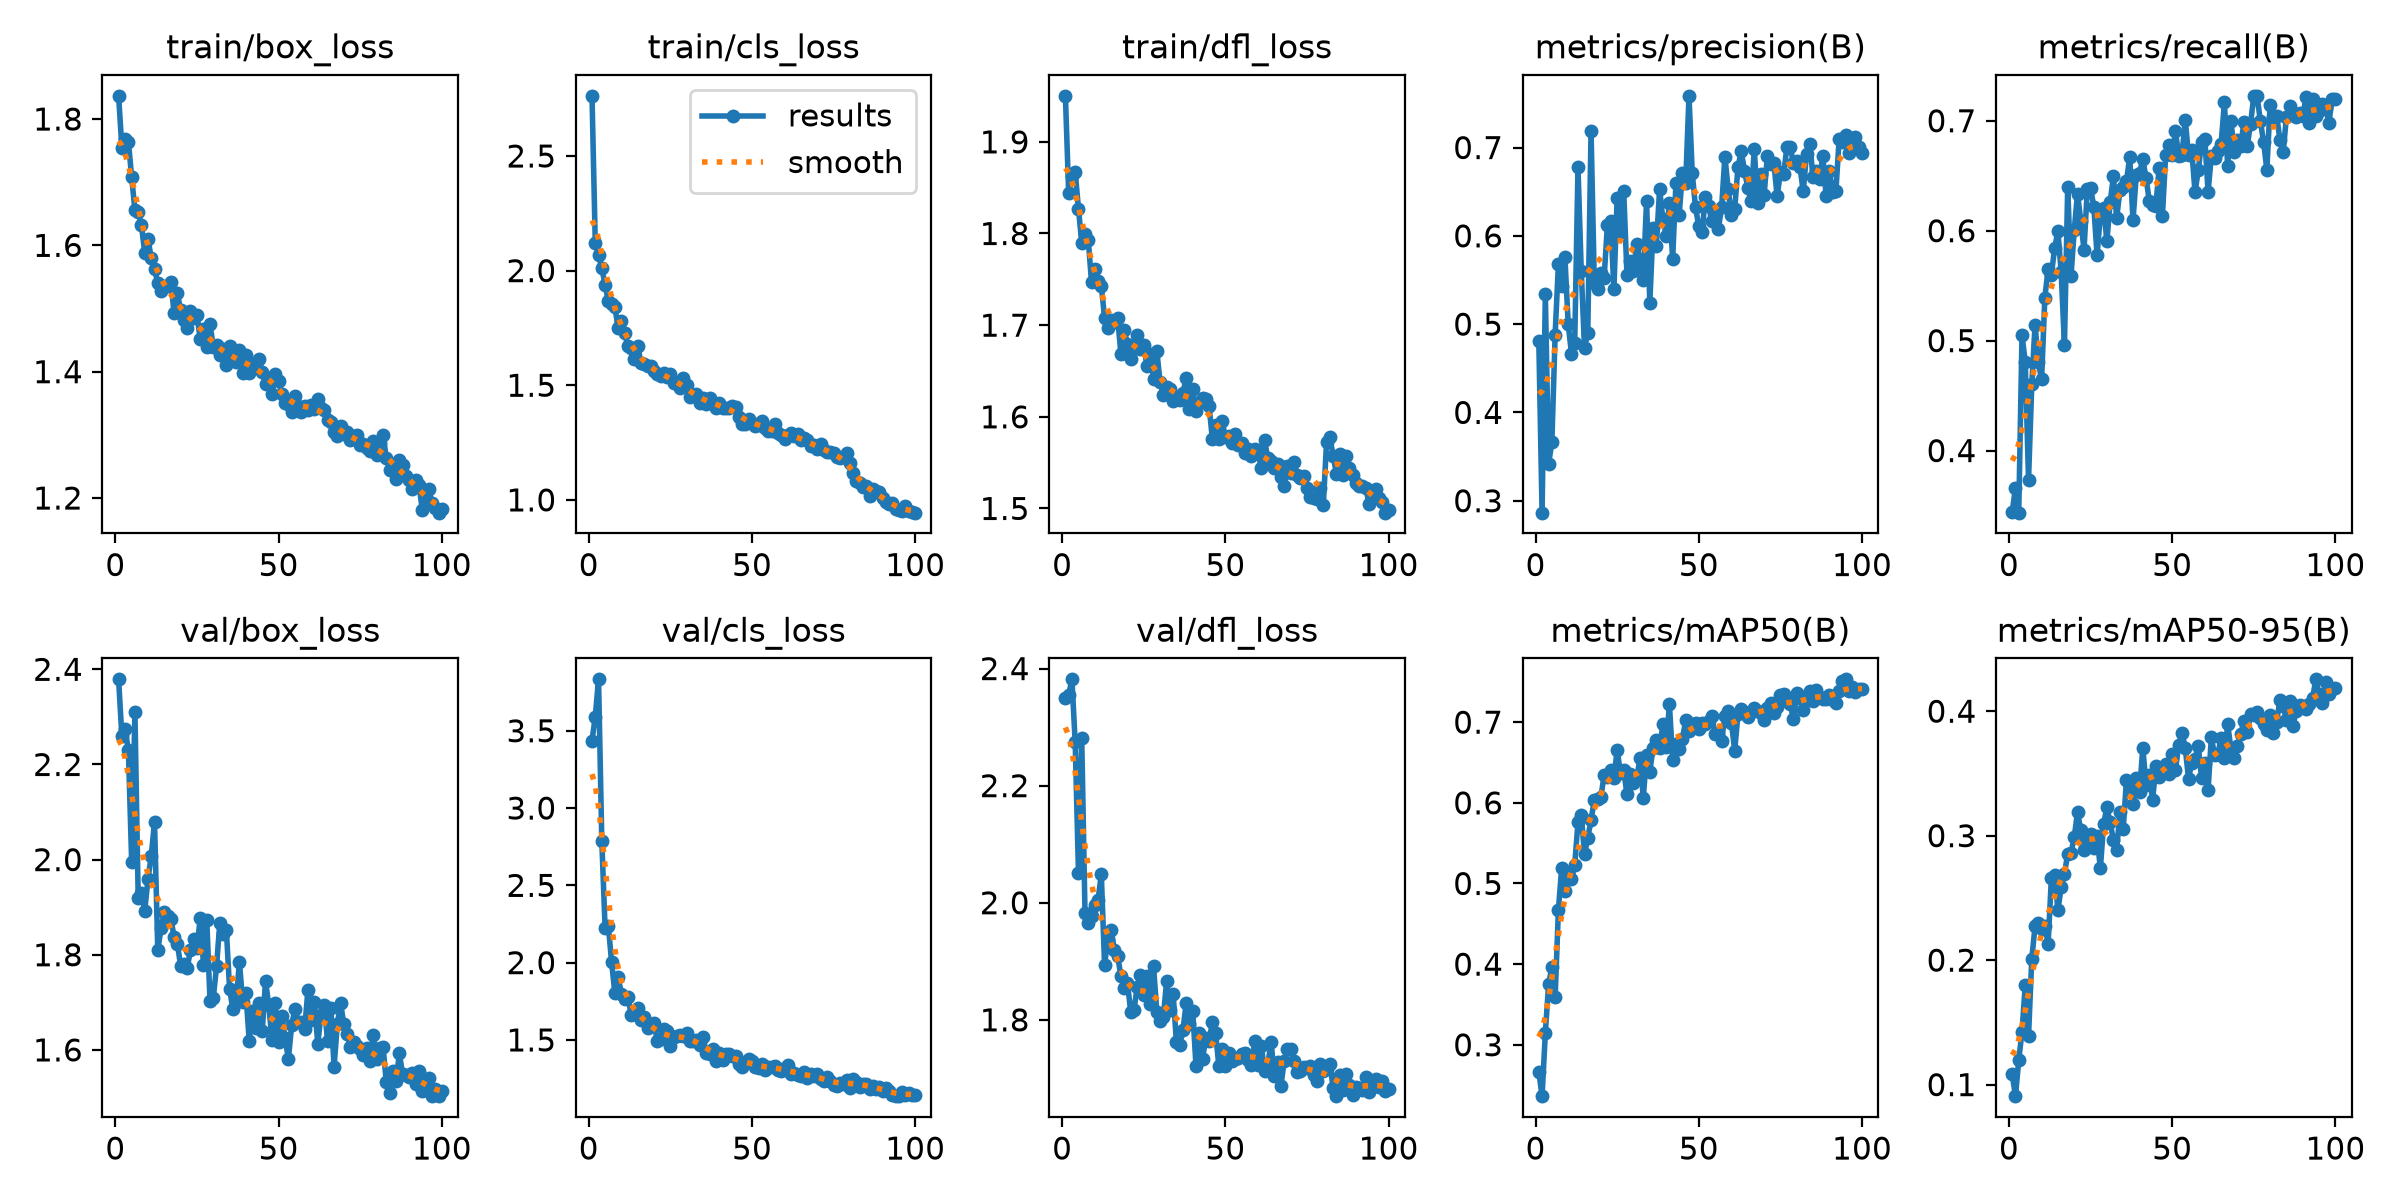 train/box_loss
train/cls_loss
train/dfl_loss
metrics/precision(B)
metrics/recall(B)
1.8
1.6
1.4
1.2
0 50 100
results
smooth
2.5
2.0
1.5
1.0
0 50 100
1.9
1.8
1.7
1.6
1.5
0 50 100
0.7
0.6
0.5
0.4
0.3
0 50 100
0.7
0.6
0.5
0.4
0 50 100
val/box_loss
val/cls_loss
val/dfl_loss
metrics/mAP50(B)
metrics/mAP50-95(B)
2.4
2.2
2.0
1.8
1.6
0 50 100
3.5
3.0
2.5
2.0
1.5
0 50 100
2.4
2.2
2.0
1.8
0 50 100
0.7
0.6
0.5
0.4
0.3
0 50 100
0.4
0.3
0.2
0.1
0 50 100